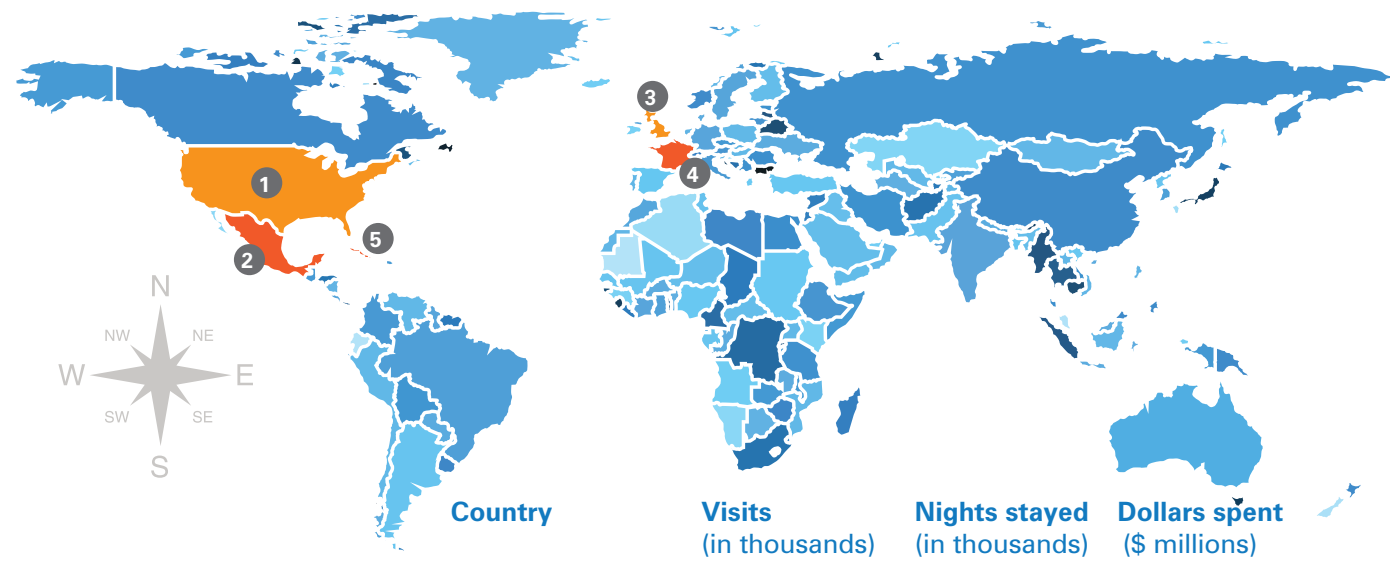 3
1
4
5
2
N
NW NE
W E
SW SE
S
Country Visits Nights stayed Dollars spent
(in thousands) (in thousands) ($ millions)